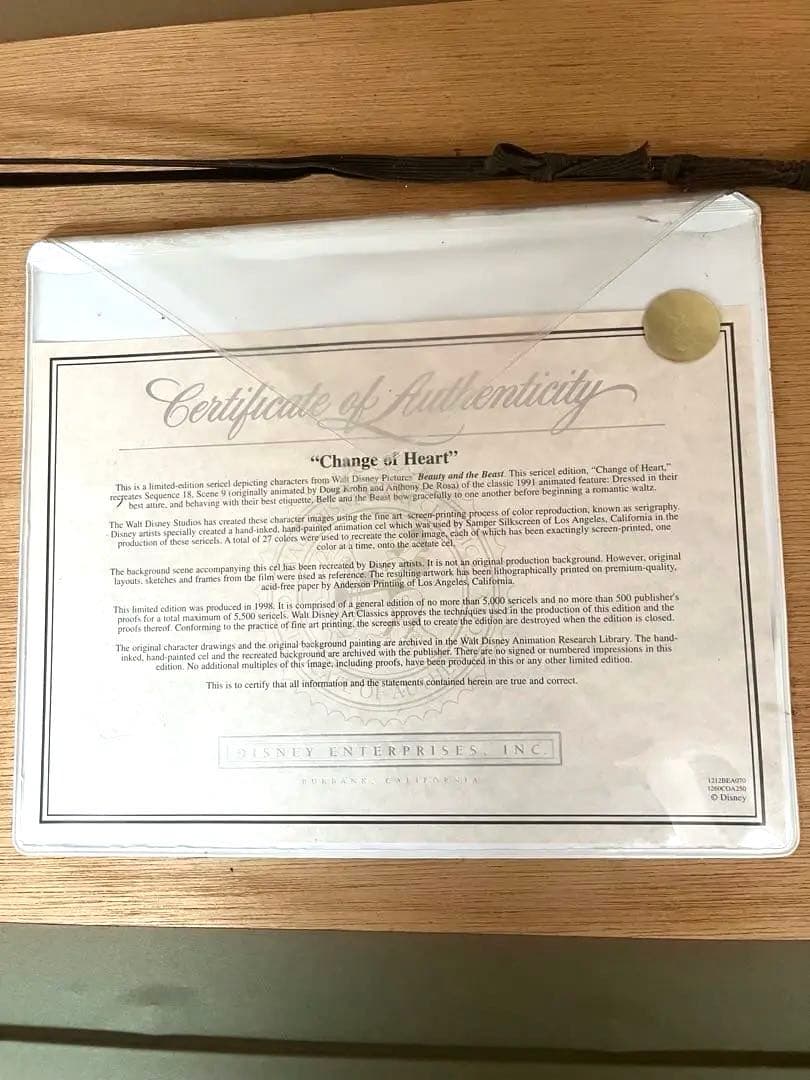 Certificate of Authenticity
“Change of Heart”
This is a limited-edition sericel depicting characters from Walt Disney Pictures' Beauty and the Beast. This sericel edition, “Change of Heart,”
recreates Sequence 18, Scene 9 (originally animated by Doug Krohn and Anthony De Rosa) of the classic 1991 animated feature: Dressed in their
best attire, and behaving with their best etiquette, Belle and the Beast bow gracefully to one another before beginning a romantic waltz.
The Walt Disney Studios has created these character images using the fine art screen-printing process of color reproduction, known as serigraphy.
Disney artists specially created a hand-inked, hand-painted animation cel which was used by Samper Silkscreen of Los Angeles, California in the
production of these sericels. A total of 27 colors were used to recreate the color image, each of which has been exactingly screen-printed, one
color at a time, onto the acetate cel.
The background scene accompanying this cel has been recreated by Disney artists. It is not an original production background. However, original
layouts, sketches and frames from the film were used as reference. The resulting artwork has been lithographically printed on premium-quality,
acid-free paper by Anderson Printing of Los Angeles, California.
This limited edition was produced in 1998. It is comprised of a general edition of no more than 5,000 sericels and no more than 500 publisher's
proofs for a total maximum of 5,500 sericels. Walt Disney Art Classics approves the techniques used in the production of this edition and the
proofs thereof. Conforming to the practice of fine art printing, the screens used to create the edition are destroyed when the edition is closed.
The original character drawings and the original background painting are archived in the Walt Disney Animation Research Library. The hand-
inked, hand-painted cel and the recreated background are archived with the publisher. There are no signed or numbered impressions in this
edition. No additional multiples of this image, including proofs, have been produced in this or any other limited edition.
This is to certify that all information and the statements contained herein are true and correct.
DISNEY ENTERPRISES, INC.
BURBANK, CALIFORNIA
1212BEA070
1260COA250
© Disney